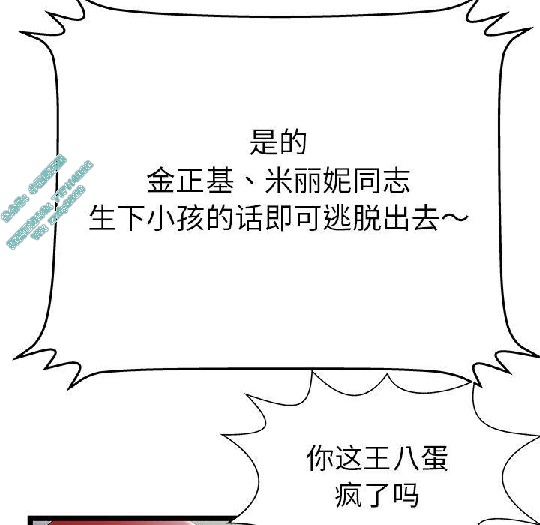 是的
金正基、米丽妮同志
生下小孩的话即可逃脱出去～
你这王八蛋
疯了吗